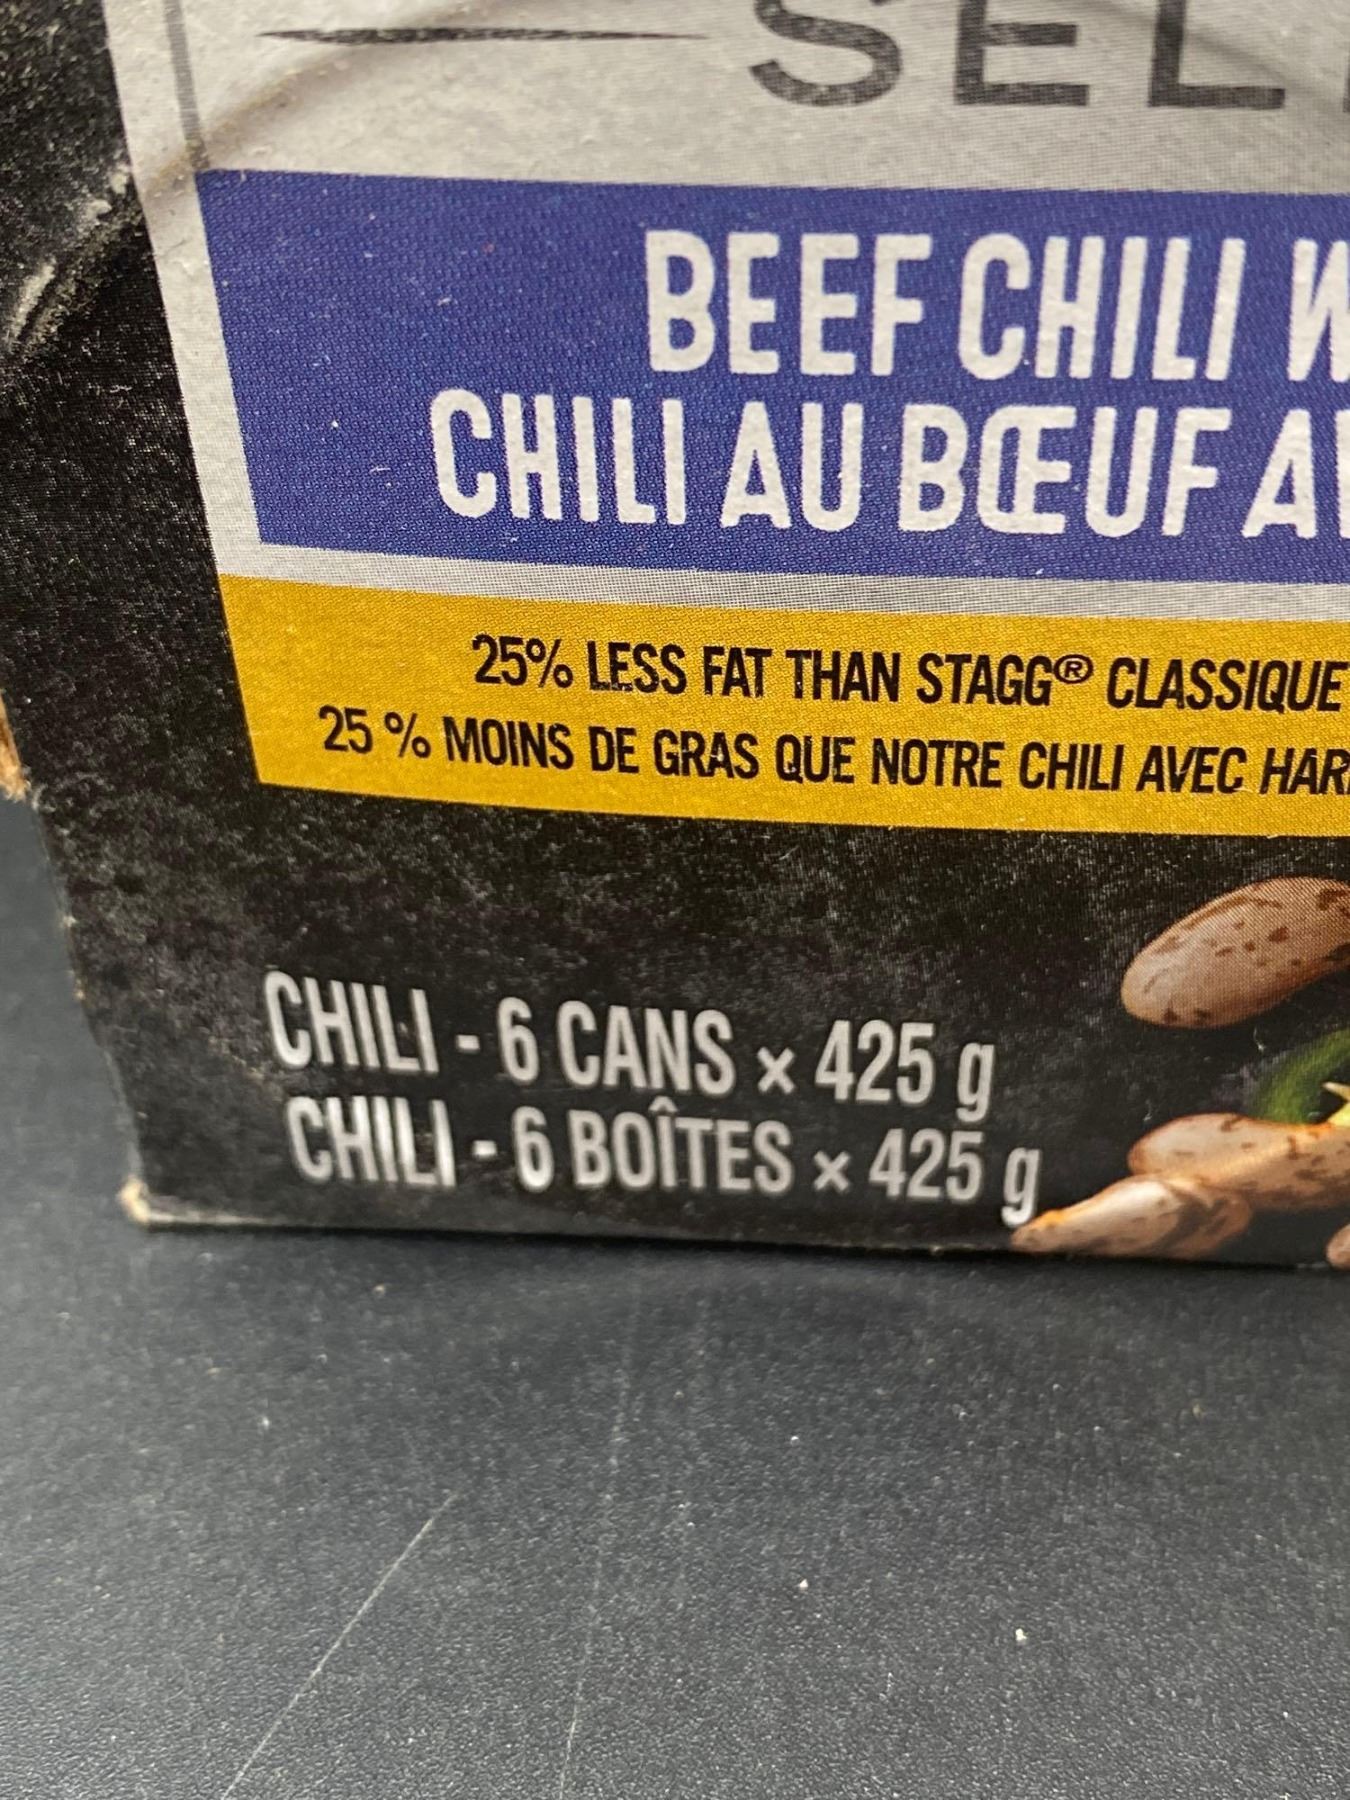 SEL
BEEF CHILI
CHILI AU BŒUF
25% LESS FAT THAN STAGG® CLASSIQUE
25 % MOINS DE GRAS QUE NOTRE CHILI AVEC HAR
CHILI - 6 CANS × 425 g
CHILI - 6 BOÎTES × 425 g